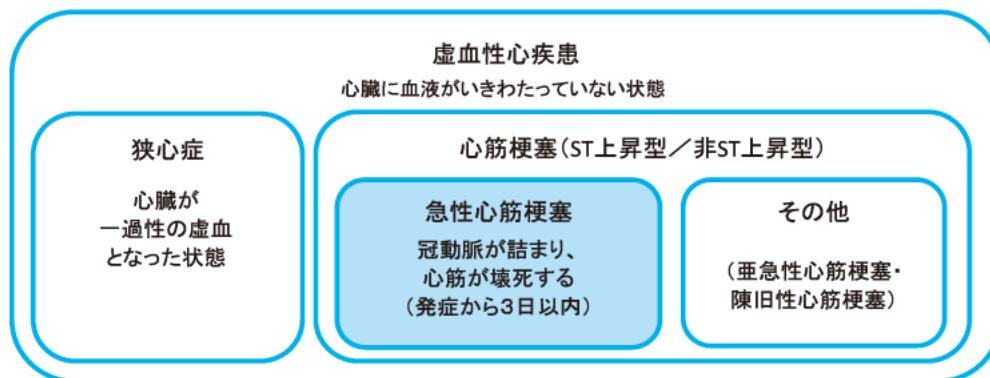 虚血性心疾患
心臓に血液がいきわたっていない状態
狭心症
心臓が
一過性の虚血
となった状態
心筋梗塞（ST上昇型／非ST上昇型）
急性心筋梗塞
冠動脈が詰まり、
心筋が壊死する
（発症から3日以内）
その他
（亜急性心筋梗塞・
陳旧性心筋梗塞）